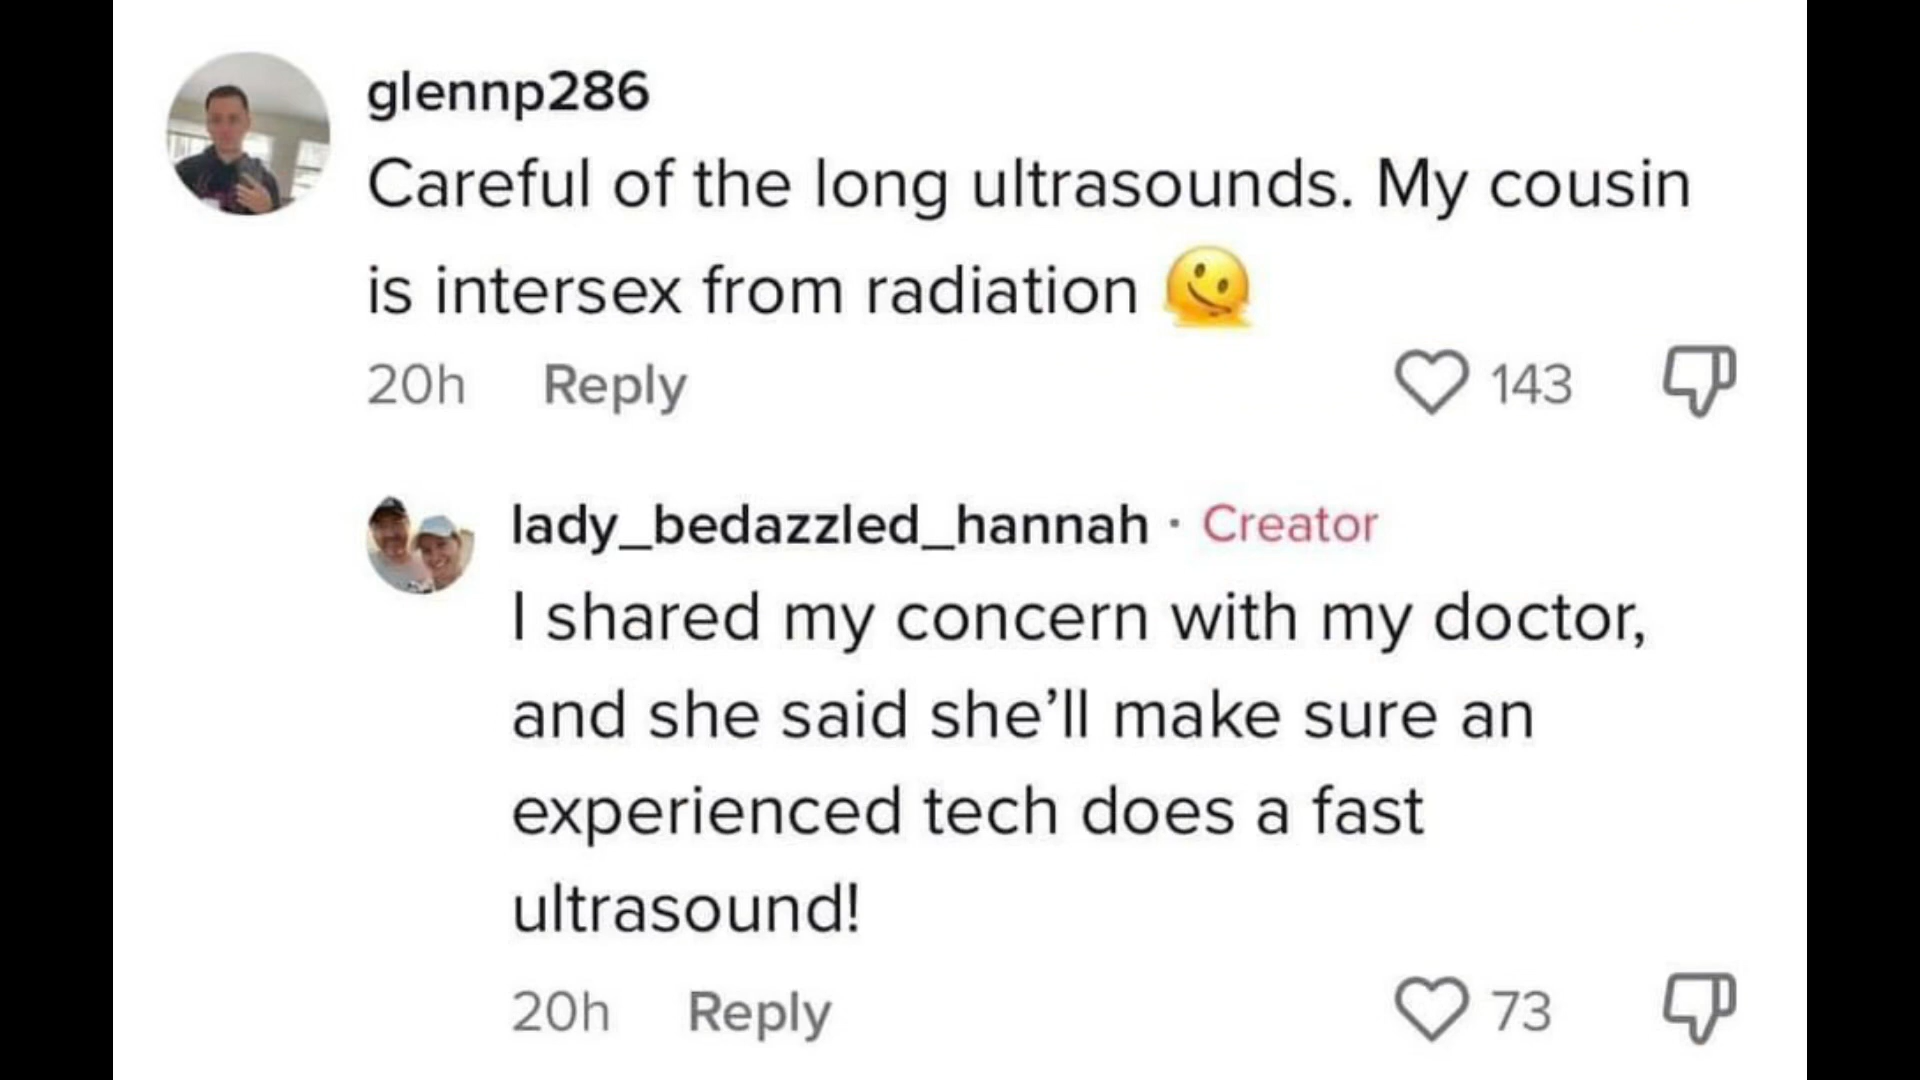 glennp286
Careful of the long ultrasounds. My cousin
is intersex from radiation 🫠
20h Reply 143
lady_bedazzled_hannah · Creator
I shared my concern with my doctor,
and she said she’ll make sure an
experienced tech does a fast
ultrasound!
20h Reply 73